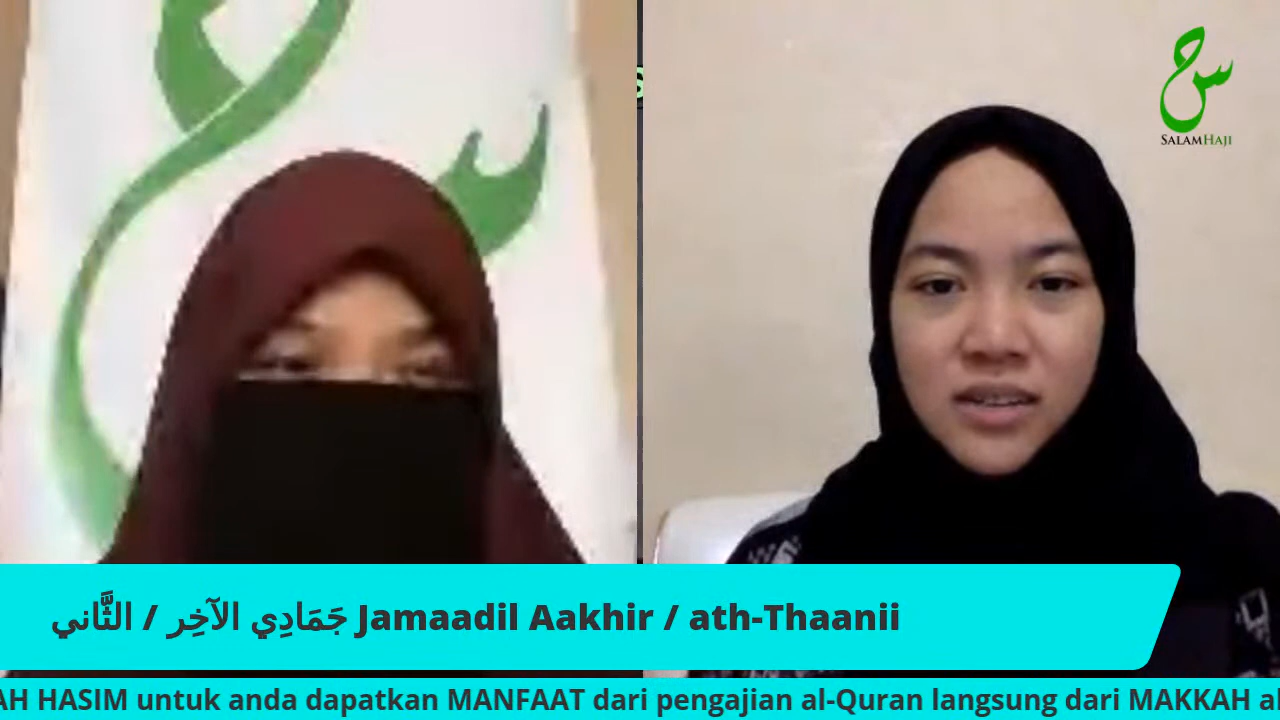 س ح
SALAMHAJI
جَمَادِي الآخِر / الثَّاني Jamaadil Aakhir / ath-Thaanii
AH HASIM untuk anda dapatkan MANFAAT dari pengajian al-Quran langsung dari MAKKAH al